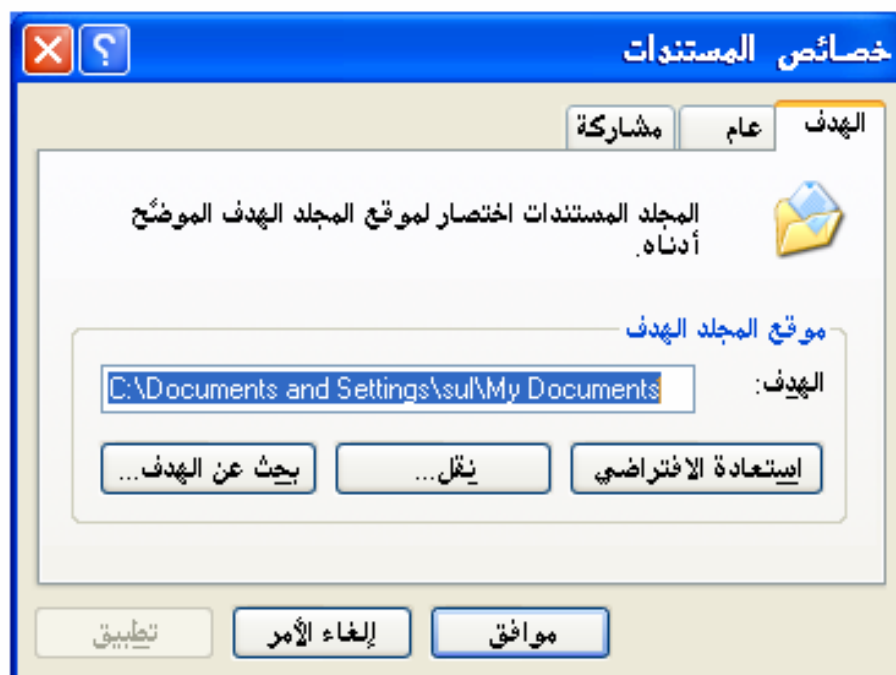 خصائص المستندات
الهدف
عام
مشاركة
المجلد المستندات اختصار لموقع المجلد الهدف الموضّح
أدناه.
موقع المجلد الهدف
الهدف:
C:\Documents and Settings\sul\My Documents
استعادة الافتراضي
نقل...
بحث عن الهدف...
موافق
إلغاء الأمر
تطبيق